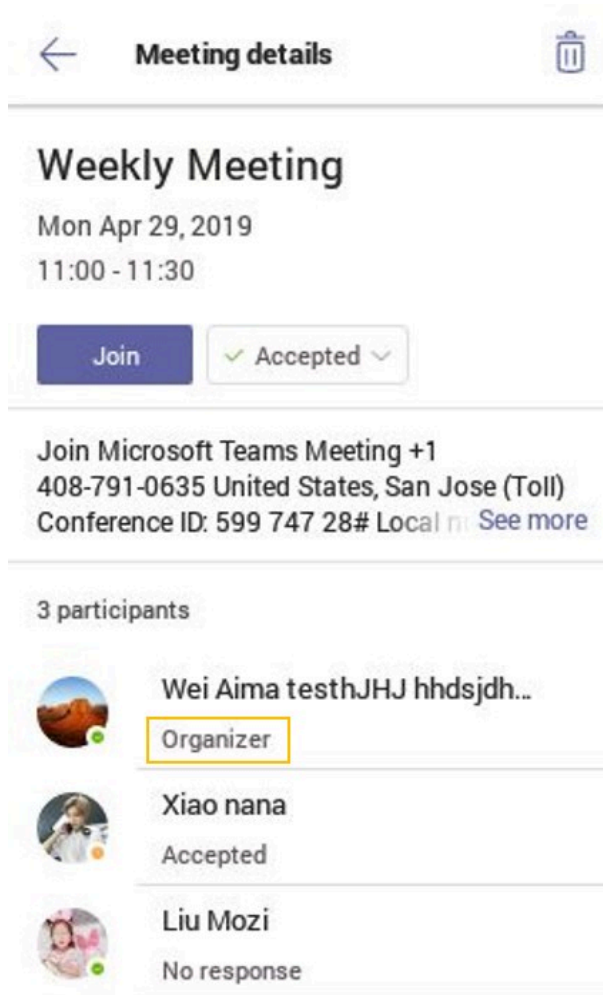 Meeting details
Weekly Meeting
Mon Apr 29, 2019
11:00 - 11:30
Join
Accepted
Join Microsoft Teams Meeting +1
408-791-0635 United States, San Jose (Toll)
Conference ID: 599 747 28# Local See more
3 participants
Wei Aima testhJHJ hhdsjdh...
Organizer
Xiao nana
Accepted
Liu Mozi
No response